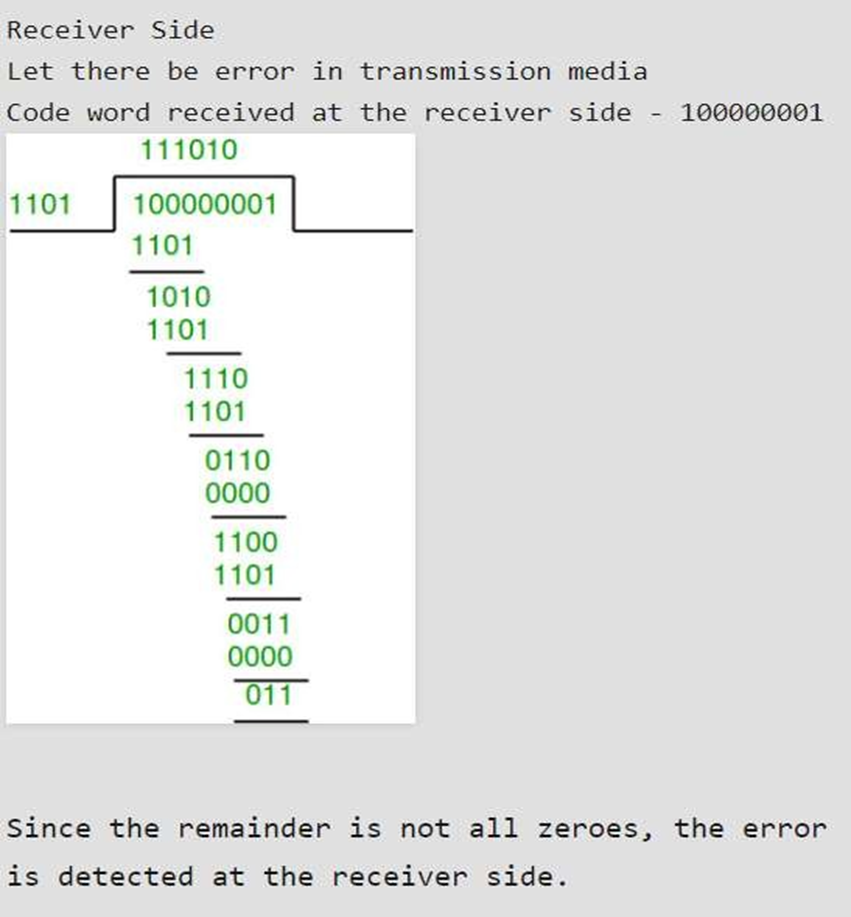 Receiver Side
Let there be error in transmission media
Code word received at the receiver side - 100000001
111010
1101 100000001
1101
1010
1101
1110
1101
0110
0000
1100
1101
0011
0000
011
Since the remainder is not all zeroes, the error
is detected at the receiver side.